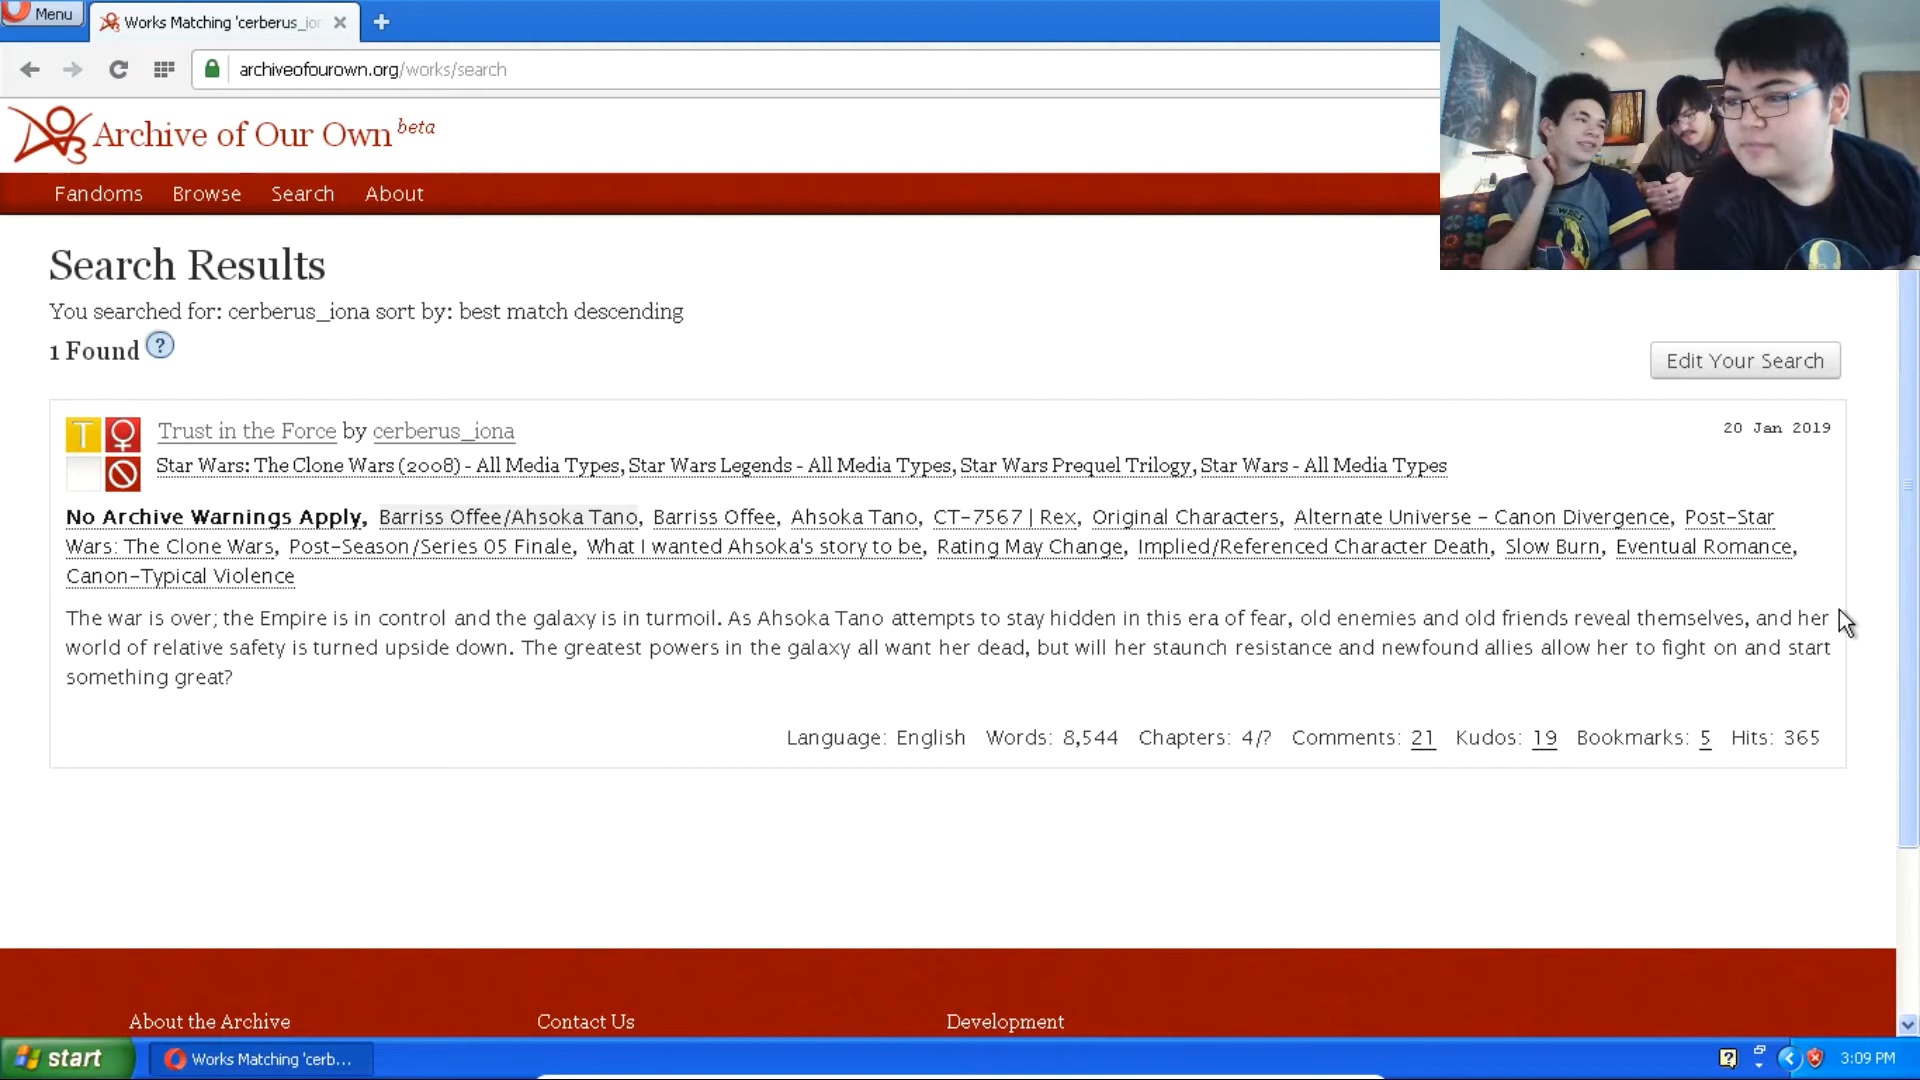 Menu
Works Matching 'cerberus_io
archiveofourown.org/works/search
Archive of Our Own beta
Fandoms Browse Search About
Search Results
You searched for: cerberus_iona sort by: best match descending
1 Found ?
Edit Your Search
T
Trust in the Force by cerberus_iona
20 Jan 2019
Star Wars: The Clone Wars (2008) - All Media Types, Star Wars Legends - All Media Types, Star Wars Prequel Trilogy, Star Wars - All Media Types
No Archive Warnings Apply, Barriss Offee/Ahsoka Tano, Barriss Offee, Ahsoka Tano, CT-7567 | Rex, Original Characters, Alternate Universe - Canon Divergence, Post-Star
Wars: The Clone Wars, Post-Season/Series 05 Finale, What I wanted Ahsoka's story to be, Rating May Change, Implied/Referenced Character Death, Slow Burn, Eventual Romance,
Canon-Typical Violence
The war is over; the Empire is in control and the galaxy is in turmoil. As Ahsoka Tano attempts to stay hidden in this era of fear, old enemies and old friends reveal themselves, and her
world of relative safety is turned upside down. The greatest powers in the galaxy all want her dead, but will her staunch resistance and newfound allies allow her to fight on and start
something great?
Language: English Words: 8,544 Chapters: 4/? Comments: 21 Kudos: 19 Bookmarks: 5 Hits: 365
About the Archive Contact Us Development
start
Works Matching 'cerb...
?
3:09 PM